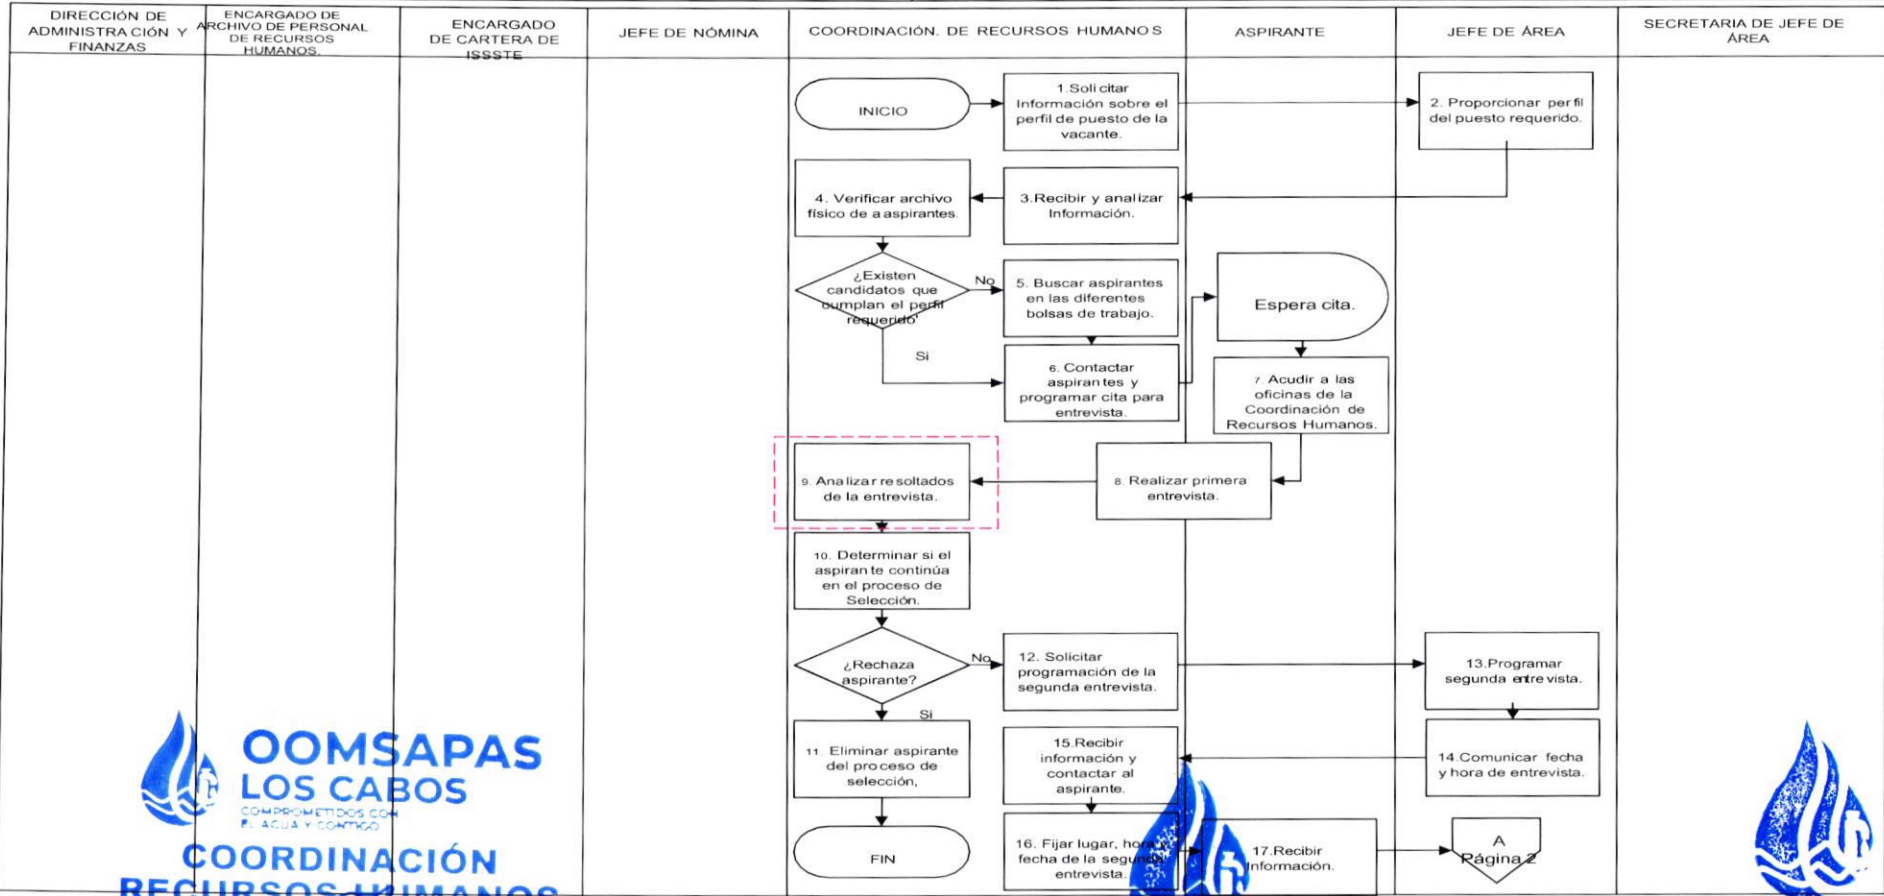 DIRECCIÓN DE
ADMINISTRACIÓN Y
FINANZAS
ENCARGADO DE
ARCHIVO DE PERSONAL
DE RECURSOS
HUMANOS.
ENCARGADO
DE CARTERA DE
ISSSTE
JEFE DE NÓMINA
COORDINACIÓN. DE RECURSOS HUMANOS
ASPIRANTE
JEFE DE ÁREA
SECRETARIA DE JEFE DE
ÁREA
INICIO
1.Solicitar
Información sobre el
perfil de puesto de la
vacante.
2. Proporcionar perfil
del puesto requerido.
4. Verificar archivo
físico de a aspirantes.
3.Recibir y analizar
Información.
¿Existen
candidatos que
cumplan el perfil
requerido'
No
5. Buscar aspirantes
en las diferentes
bolsas de trabajo.
Espera cita.
Si
6. Contactar
aspirantes y
programar cita para
entrevista.
7. Acudir a las
oficinas de la
Coordinación de
Recursos Humanos.
9. Analizar resoltados
de la entrevista.
8. Realizar primera
entrevista.
10. Determinar si el
aspirante continúa
en el proceso de
Selección.
¿Rechaza
aspirante?
No
12. Solicitar
programación de la
segunda entrevista.
13.Programar
segunda entrevista.
Si
11. Eliminar aspirante
del proceso de
selección,
15.Recibir
información y
contactar al
aspirante.
14.Comunicar fecha
y hora de entrevista.
FIN
16. Fijar lugar, hora y
fecha de la segunda
entrevista.
17.Recibir
Información.
A
Página 2
OOMSAPAS
LOS CABOS
COMPROMETIDOS CON
EL AGUA Y CONTIGO
COORDINACIÓN
RECURSOS HUMANOS